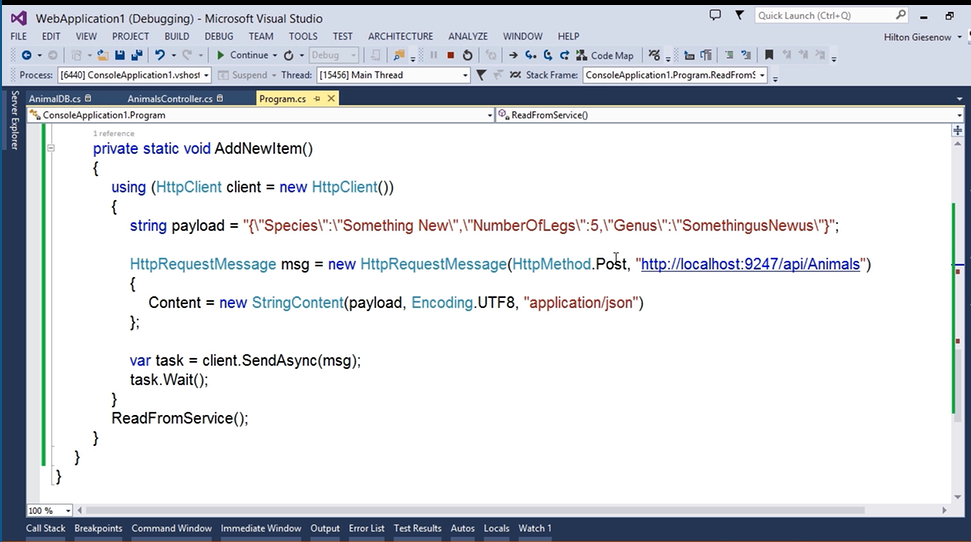 WebApplication1 (Debugging) - Microsoft Visual Studio
Quick Launch (Ctrl+Q)
FILE EDIT VIEW PROJECT BUILD DEBUG TEAM TOOLS TEST ARCHITECTURE ANALYZE WINDOW HELP
Hilton Giesenow
Continue Debug Code Map
Process: [6440] ConsoleApplication1.vshost Suspend Thread: [15456] Main Thread Stack Frame: ConsoleApplication1.Program.ReadFromS
Server Explorer
AnimalDB.cs AnimalsController.cs Program.cs
ConsoleApplication1.Program ReadFromService()
1 reference
private static void AddNewItem()
{
using (HttpClient client = new HttpClient())
{
string payload = "{\"Species\":\"Something New\",\"NumberOfLegs\":5,\"Genus\":\"SomethingusNewus\"}";
HttpRequestMessage msg = new HttpRequestMessage(HttpMethod.Post, "http://localhost:9247/api/Animals")
{
Content = new StringContent(payload, Encoding.UTF8, "application/json")
};
var task = client.SendAsync(msg);
task.Wait();
}
ReadFromService();
}
}
}
100 %
Call Stack Breakpoints Command Window Immediate Window Output Error List Test Results Autos Locals Watch 1